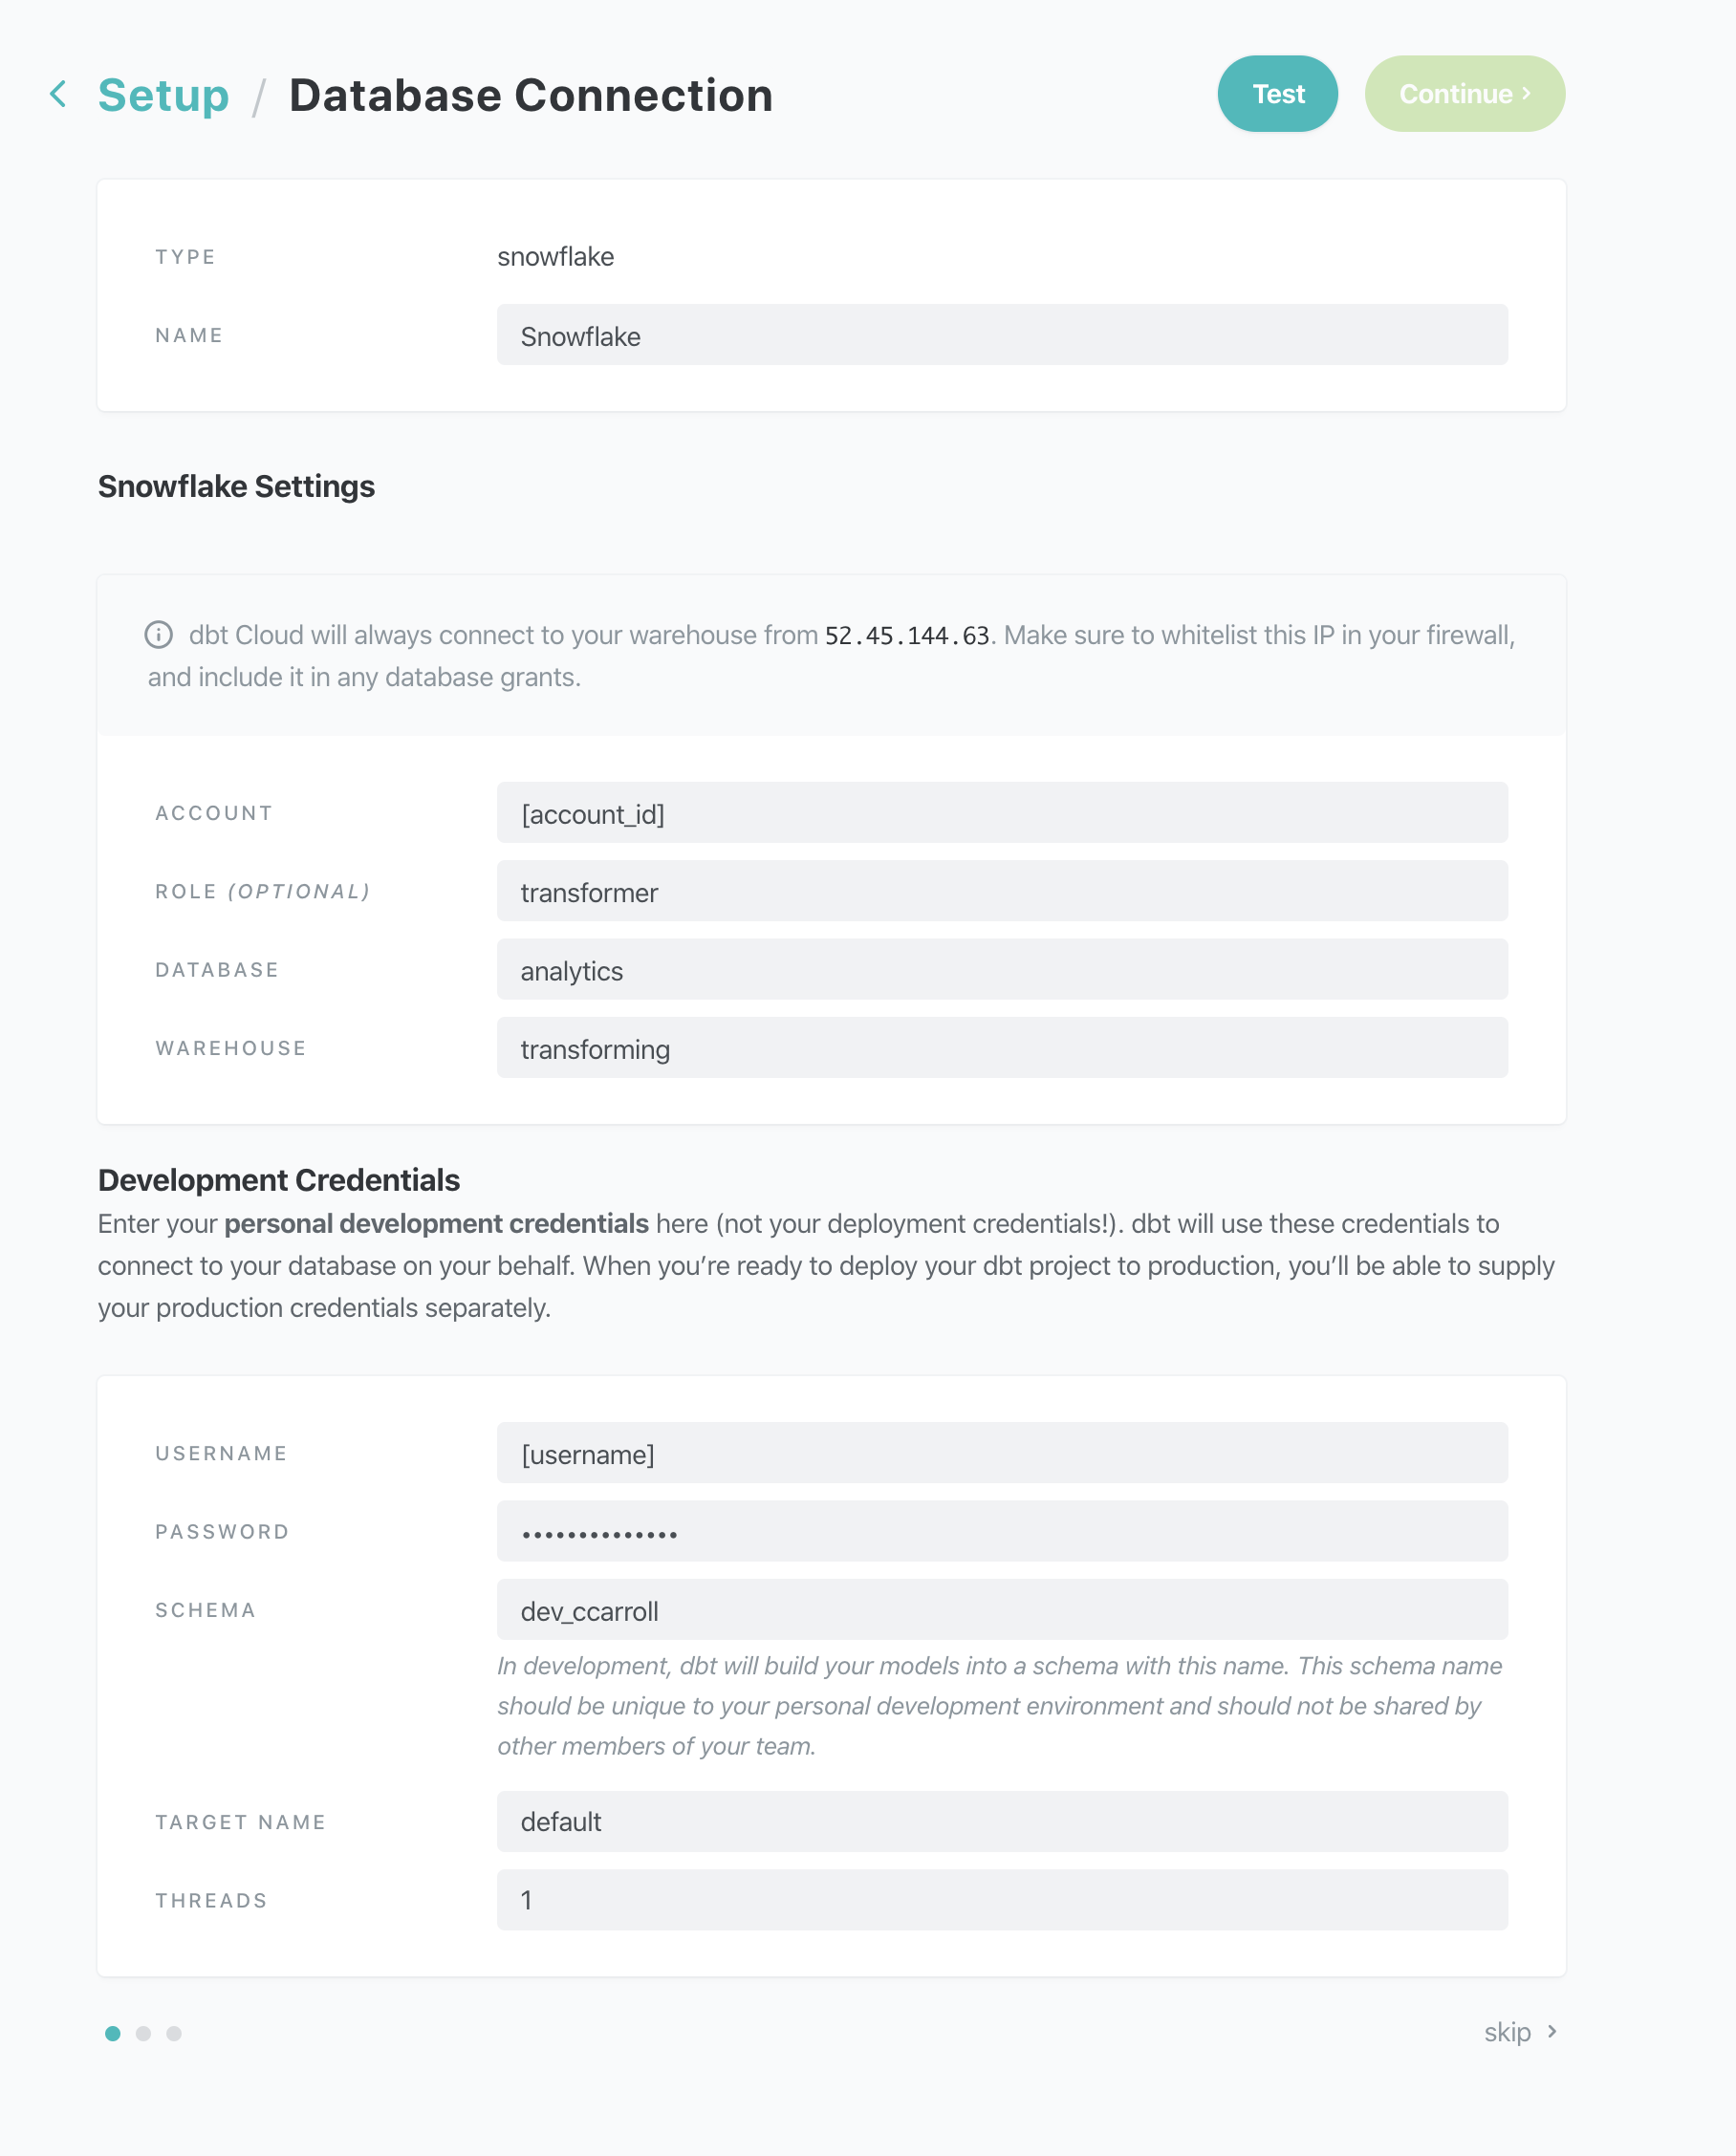 Setup / Database Connection
Test
Continue ›
TYPE
snowflake
NAME
Snowflake
Snowflake Settings
dbt Cloud will always connect to your warehouse from 52.45.144.63. Make sure to whitelist this IP in your firewall,
and include it in any database grants.
ACCOUNT
[account_id]
ROLE (OPTIONAL)
transformer
DATABASE
analytics
WAREHOUSE
transforming
Development Credentials
Enter your personal development credentials here (not your deployment credentials!). dbt will use these credentials to
connect to your database on your behalf. When you’re ready to deploy your dbt project to production, you’ll be able to supply
your production credentials separately.
USERNAME
[username]
PASSWORD
••••••••••••••
SCHEMA
dev_ccarroll
In development, dbt will build your models into a schema with this name. This schema name
should be unique to your personal development environment and should not be shared by
other members of your team.
TARGET NAME
default
THREADS
1
skip ›